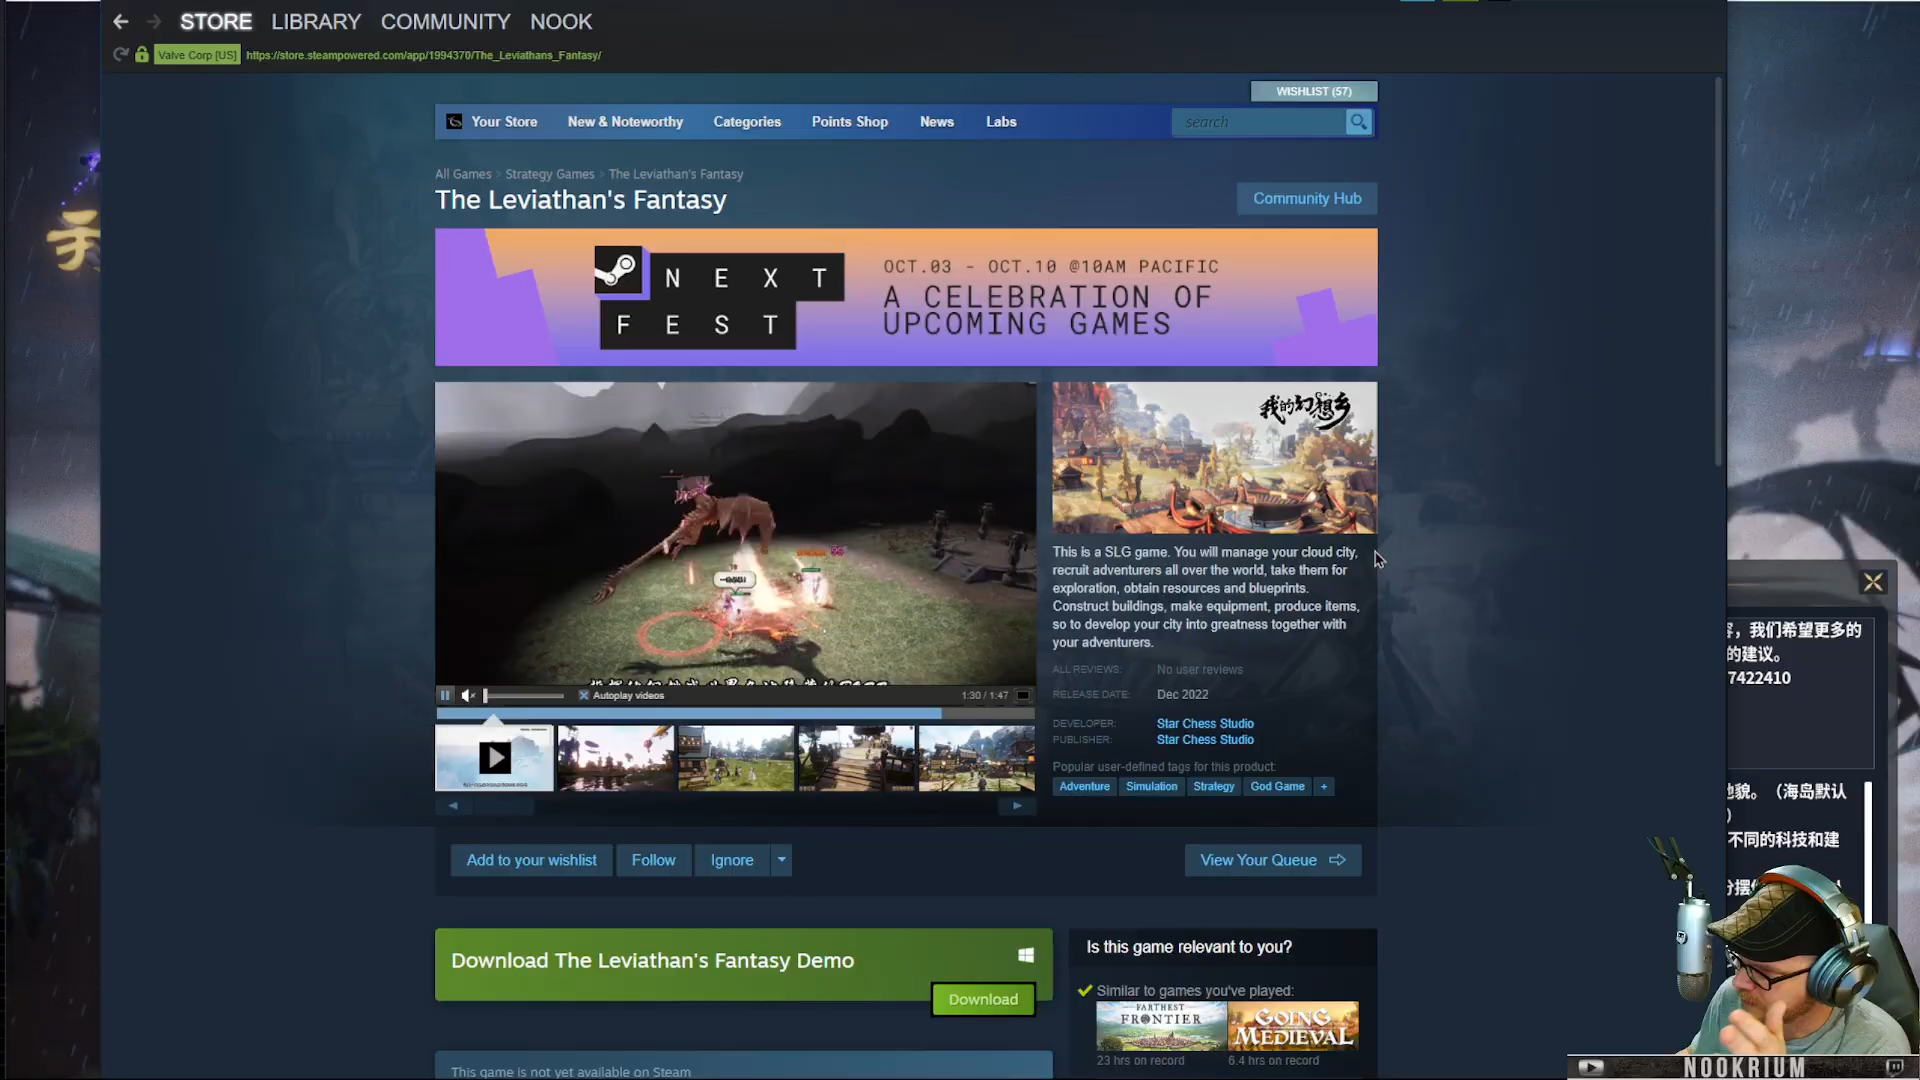 STORE LIBRARY COMMUNITY NOOK
Valve Corp [US] https://store.steampowered.com/app/1994370/The_Leviathans_Fantasy/
WISHLIST (57)
Your Store New & Noteworthy Categories Points Shop News Labs search
All Games > Strategy Games > The Leviathan's Fantasy
The Leviathan's Fantasy
Community Hub
NEXT
FEST
OCT.03 - OCT.10 @10AM PACIFIC
A CELEBRATION OF
UPCOMING GAMES
我的幻想乡
This is a SLG game. You will manage your cloud city,
recruit adventurers all over the world, take them for
exploration, obtain resources and blueprints.
Construct buildings, make equipment, produce items,
so to develop your city into greatness together with
your adventurers.
ALL REVIEWS: No user reviews
RELEASE DATE: Dec 2022
DEVELOPER: Star Chess Studio
PUBLISHER: Star Chess Studio
Popular user-defined tags for this product:
Adventure Simulation Strategy God Game +
Autoplay videos 1:30 / 1:47
Add to your wishlist Follow Ignore
View Your Queue
Download The Leviathan's Fantasy Demo
Download
Is this game relevant to you?
Similar to games you've played:
FARTHEST
FRONTIER
GOING
MEDIEVAL
23 hrs on record 6.4 hrs on record
This game is not yet available on Steam
，我们希望更多的
的建议。
7422410
貌。（海岛默认
）
不同的科技和建
NOOKRIUM